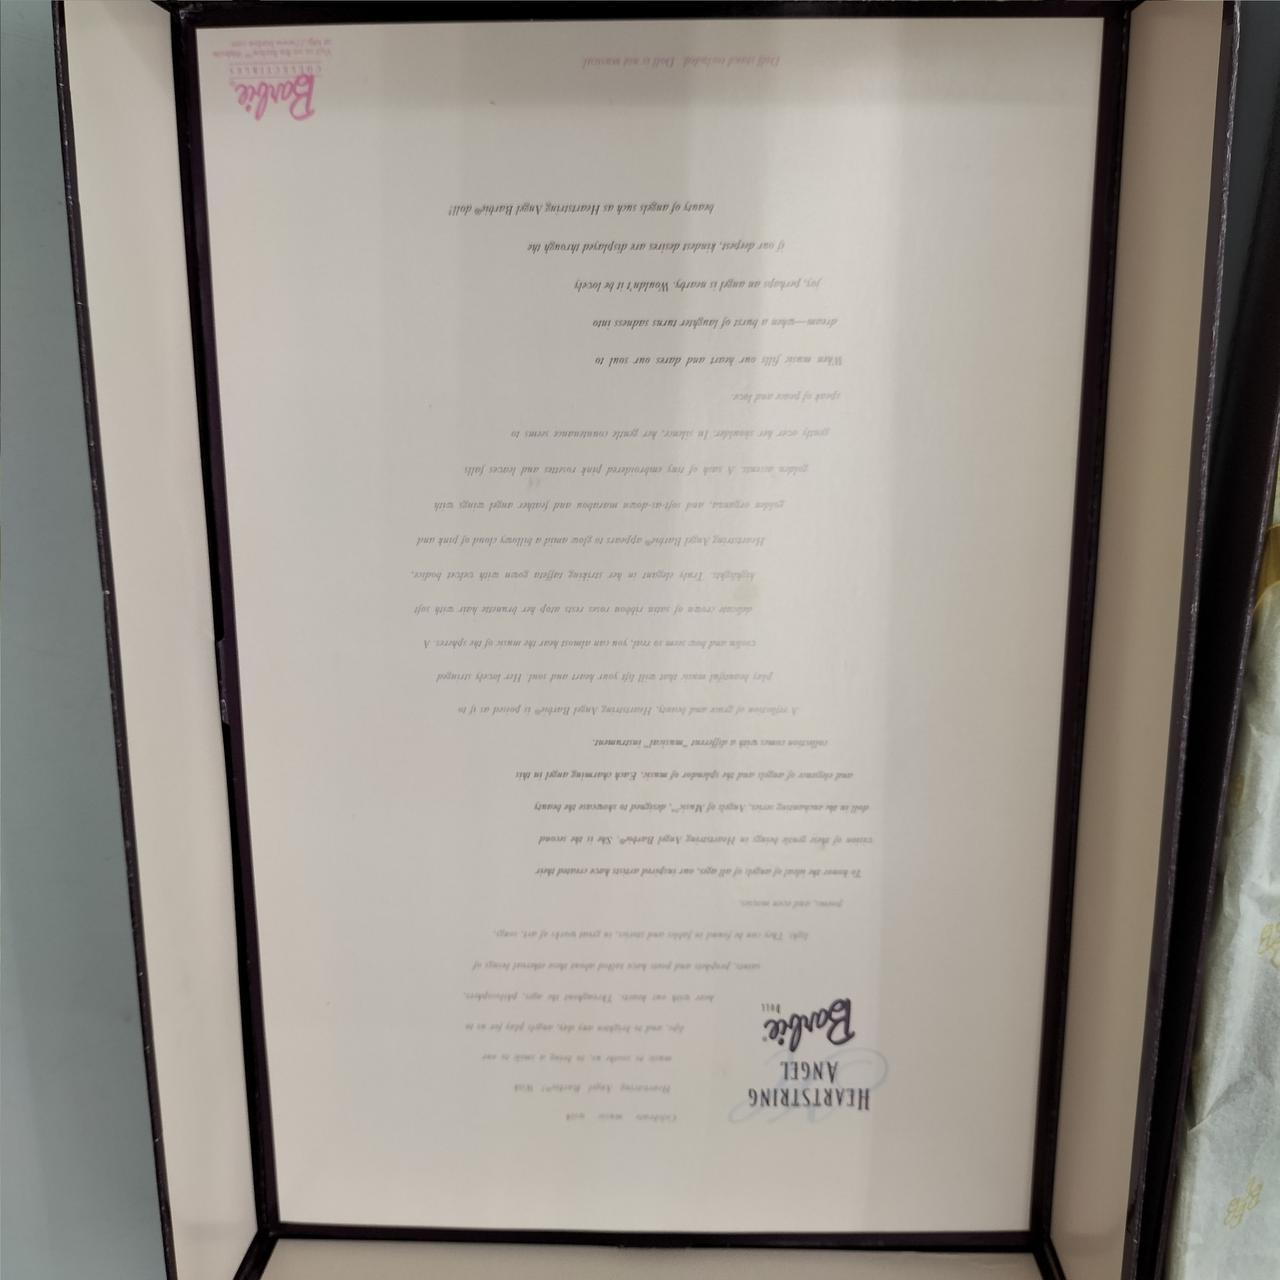 HEARTSTRING
ANGEL
Barbie®
DOLL
Celebrate music with
Heartstring Angel Barbie®! With
music to soothe us, to bring a smile to our
lips, and to brighten any day, angels play for us to
hear with our hearts. Throughout the ages, philosophers,
saints, prophets and poets have talked about these ethereal beings of
light. They can be found in fables and stories, in great works of art, songs,
poems, and even movies.
To honor the ideal of angels of all ages, our inspired artists have created their
vision of their gentle beings in Heartstring Angel Barbie®. She is the second
doll in the enchanting series, Angels of Music™, designed to showcase the beauty
and elegance of angels and the splendor of music. Each charming angel in this
collection comes with a different "musical" instrument.
A reflection of grace and beauty, Heartstring Angel Barbie® is poised as if to
play beautiful music that will lift your heart and soul. Her lovely stringed
violin and bow seem so real, you can almost hear the music of the spheres. A
delicate crown of satin ribbon roses rests atop her brunette hair with soft
highlights. Truly elegant in her striking taffeta gown with velvet bodice,
Heartstring Angel Barbie® appears to glow amid a billowy cloud of pink and
golden organza, and soft-as-down marabou and feather angel wings with
golden accents. A sash of tiny embroidered pink rosettes and leaves falls
gently over her shoulder. In silence, her gentle countenance seems to
speak of peace and love.
When music fills our heart and dares our soul to
dream—when a burst of laughter turns sadness into
joy, perhaps an angel is nearby. Wouldn't it be lovely
if our deepest, kindest desires are displayed through the
beauty of angels such as Heartstring Angel Barbie® doll!
Doll stand included. Doll is not musical.
Barbie®
COLLECTIBLES
Visit us on the Barbie™ Website
at http://www.barbie.com